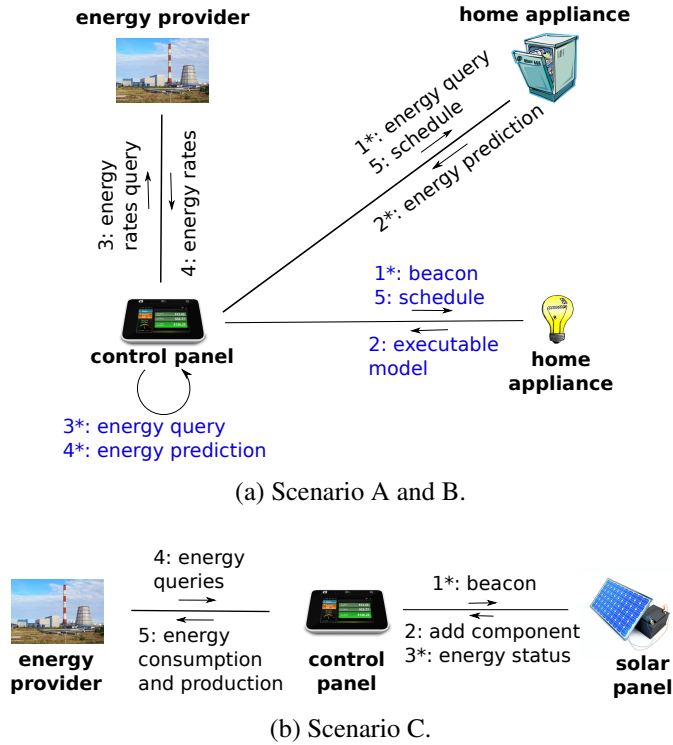 energy provider
home appliance
1*: energy query
5: schedule
2*: energy prediction
3: energy
rates query
4: energy rates
1*: beacon
5: schedule
control panel
2: executable
model
home
appliance
3*: energy query
4*: energy prediction
(a) Scenario A and B.
4: energy
queries
1*: beacon
5: energy
consumption
and production
2: add component
3*: energy status
energy
provider
control
panel
solar
panel
(b) Scenario C.